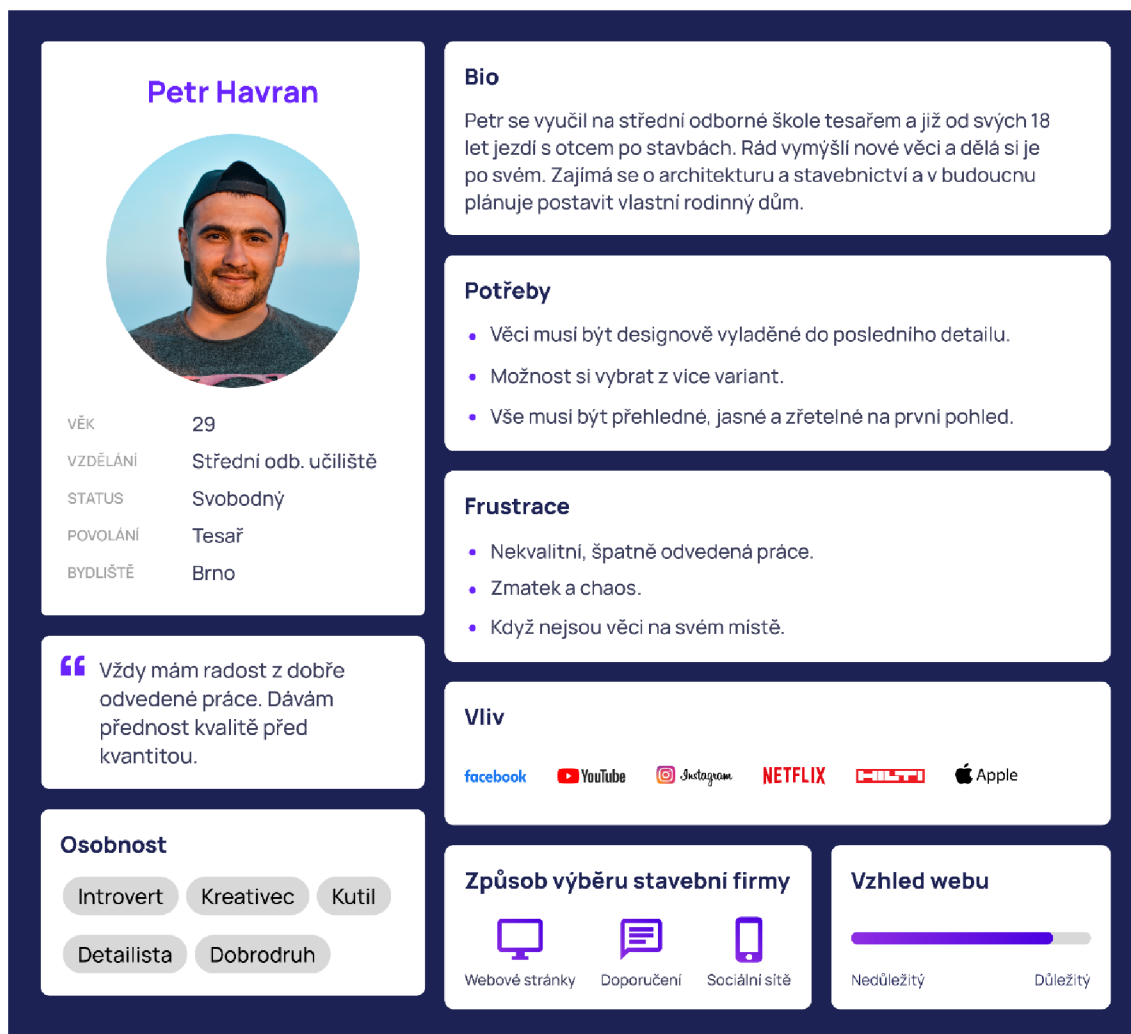 Petr Havran
VĚK 29
VZDĚLÁNÍ Střední odb. učiliště
STATUS Svobodný
POVOLÁNÍ Tesař
BYDLIŠTĚ Brno
“ Vždy mám radost z dobře
odvedené práce. Dávám
přednost kvalitě před
kvantitou.
Osobnost
Introvert Kreativec Kutil
Detailista Dobrodruh
Bio
Petr se vyučil na střední odborné škole tesařem a již od svých 18
let jezdí s otcem po stavbách. Rád vymýšlí nové věci a dělá si je
po svém. Zajímá se o architekturu a stavebnictví a v budoucnu
plánuje postavit vlastní rodinný dům.
Potřeby
• Věci musí být designově vyladěné do posledního detailu.
• Možnost si vybrat z více variant.
• Vše musí být přehledné, jasné a zřetelné na první pohled.
Frustrace
• Nekvalitní, špatně odvedená práce.
• Zmatek a chaos.
• Když nejsou věci na svém místě.
Vliv
facebook YouTube Instagram NETFLIX HILTI Apple
Způsob výběru stavební firmy
Webové stránky Doporučení Sociální sítě
Vzhled webu
Nedůležitý Důležitý